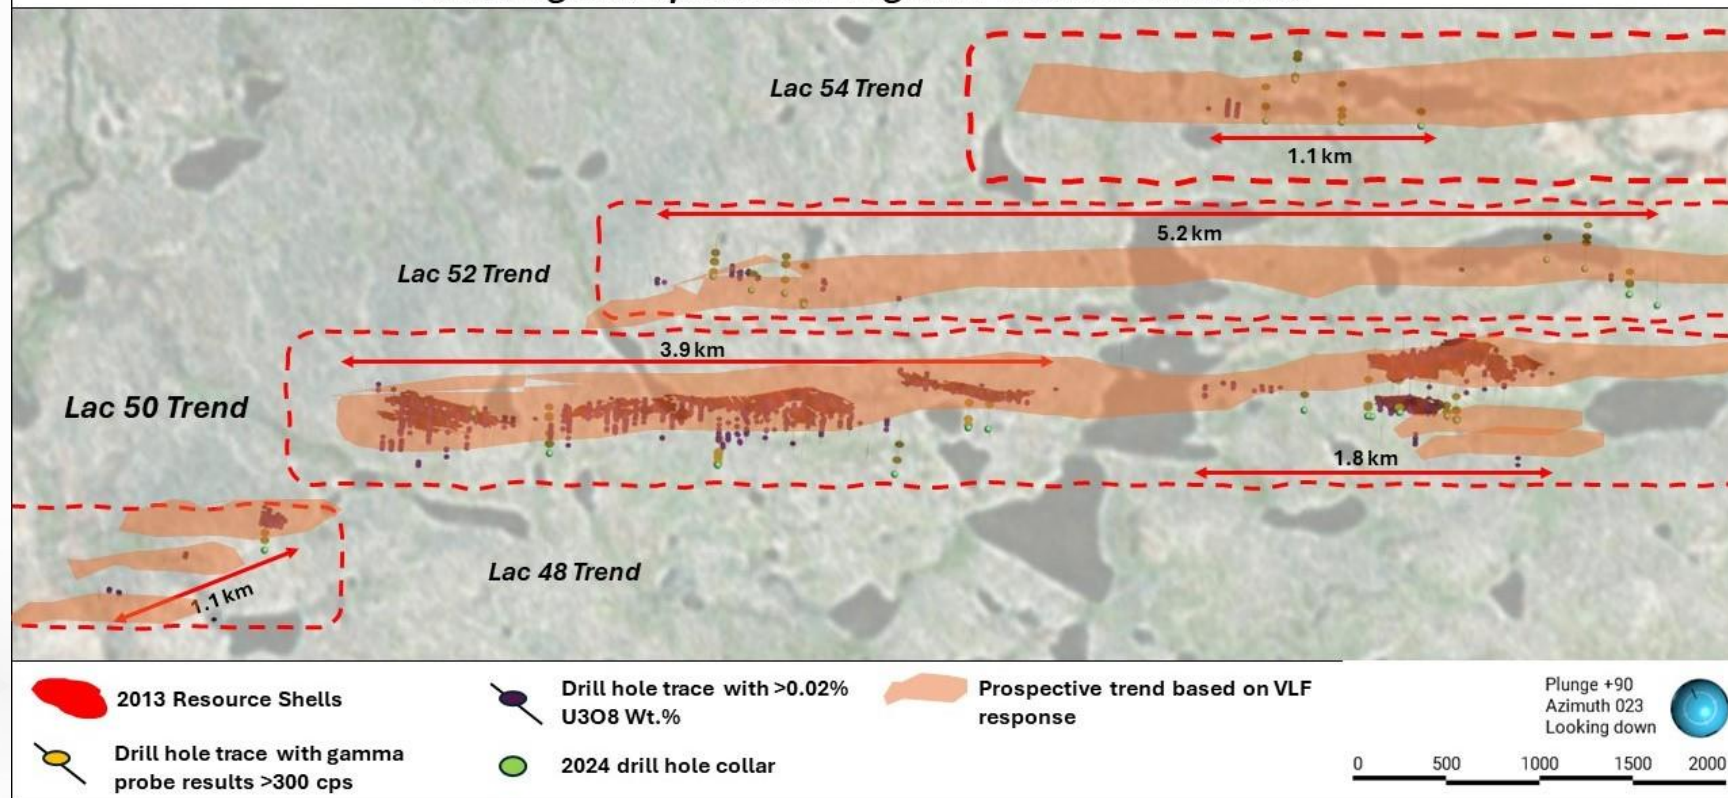 Lac 54 Trend
1.1 km
5.2 km
Lac 52 Trend
3.9 km
Lac 50 Trend
1.8 km
Lac 48 Trend
1.1 km
2013 Resource Shells
Drill hole trace with >0.02%
U3O8 Wt.%
Prospective trend based on VLF
response
Drill hole trace with gamma
probe results >300 cps
2024 drill hole collar
Plunge +90
Azimuth 023
Looking down
0 500 1000 1500 2000